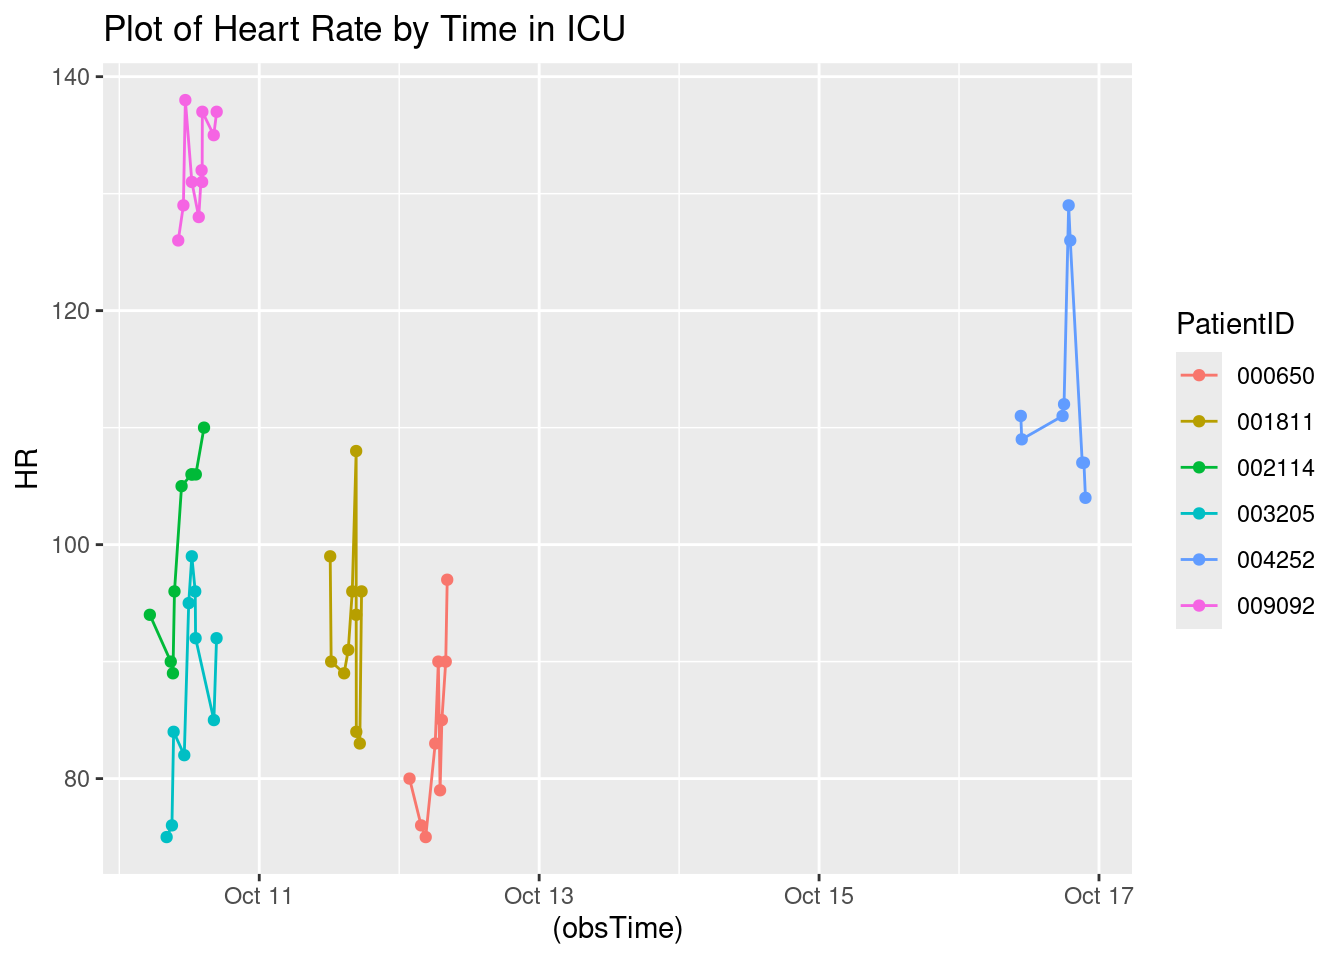 Plot of Heart Rate by Time in ICU
140
120
100
80
HR
Oct 11
Oct 13
Oct 15
Oct 17
(obsTime)
PatientID
000650
001811
002114
003205
004252
009092